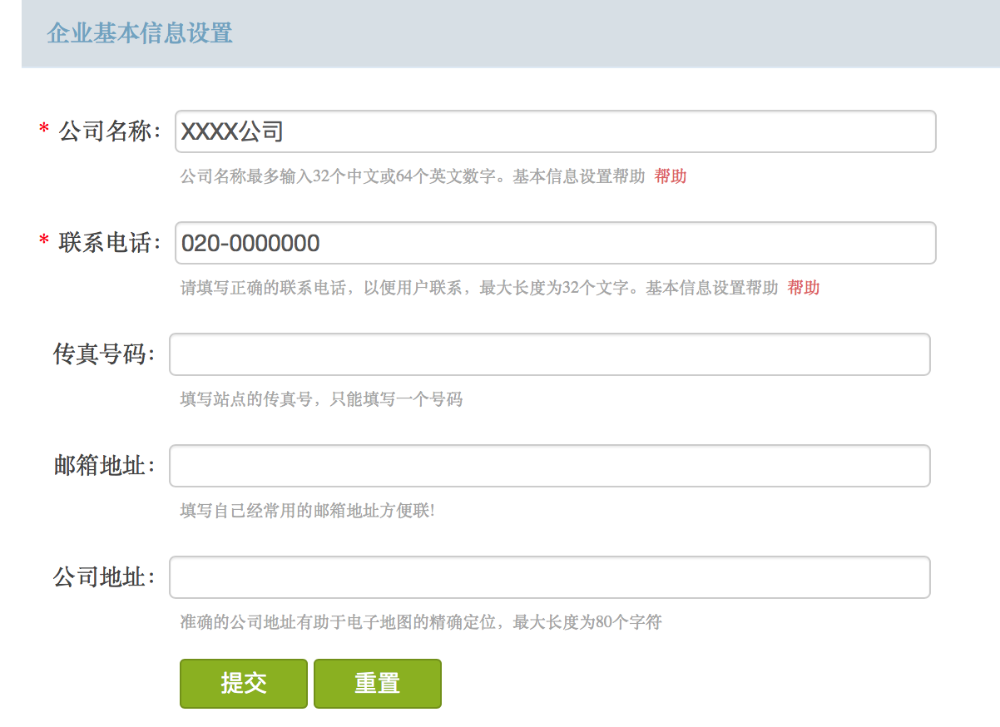 企业基本信息设置
* 公司名称： XXXX公司
公司名称最多输入32个中文或64个英文数字。基本信息设置帮助 帮助
* 联系电话： 020-0000000
请填写正确的联系电话，以便用户联系，最大长度为32个文字。基本信息设置帮助 帮助
传真号码：
填写站点的传真号，只能填写一个号码
邮箱地址：
填写自己经常用的邮箱地址方便联!
公司地址：
准确的公司地址有助于电子地图的精确定位，最大长度为80个字符
提交 重置